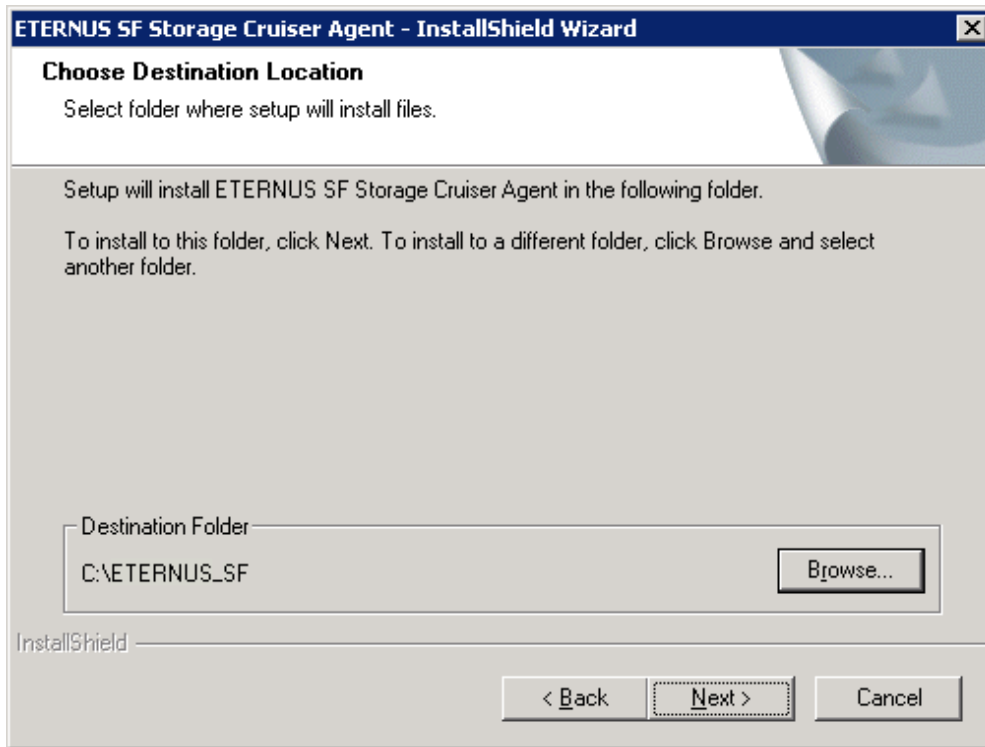 ETERNUS SF Storage Cruiser Agent - InstallShield Wizard
Choose Destination Location
Select folder where setup will install files.
Setup will install ETERNUS SF Storage Cruiser Agent in the following folder.
To install to this folder, click Next. To install to a different folder, click Browse and select
another folder.
Destination Folder
C:\ETERNUS_SF
Browse...
InstallShield
< Back
Next >
Cancel